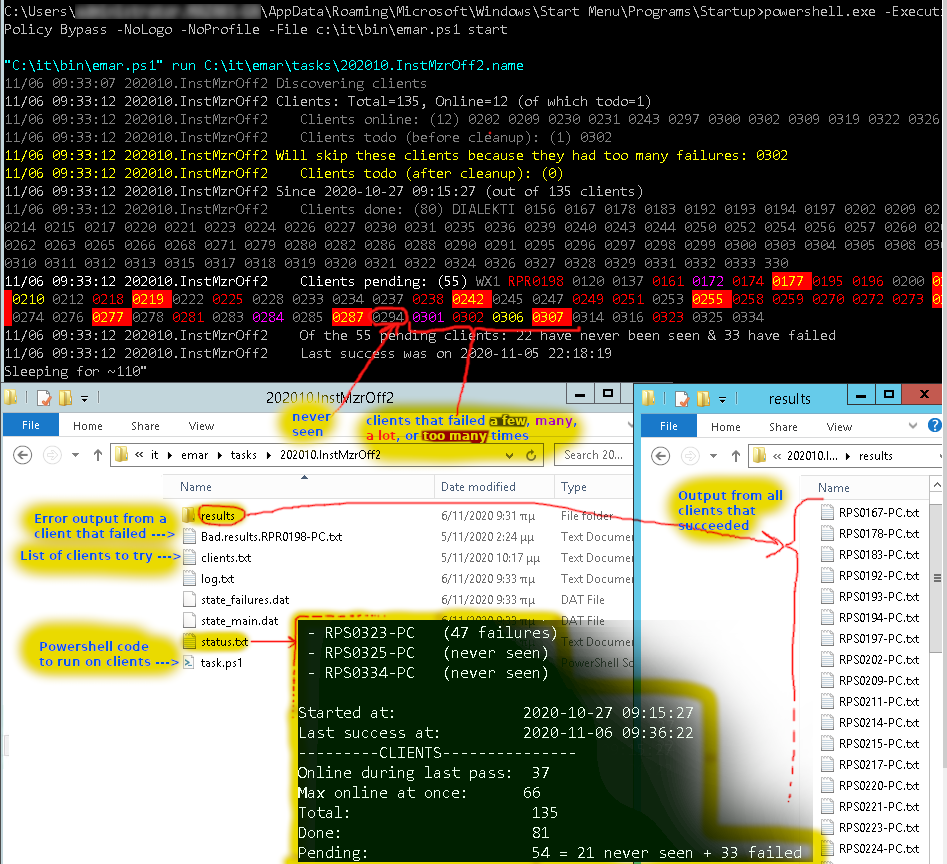 C:\Users\ \AppData\Roaming\Microsoft\Windows\Start Menu\Programs\Startup>powershell.exe -Executi
Policy Bypass -NoLogo -NoProfile -File c:\it\bin\emar.ps1 start
"C:\it\bin\emar.ps1" run C:\it\emar\tasks\202010.InstMzrOff2.name
11/06 09:33:07 202010.InstMzrOff2 Discovering clients
11/06 09:33:12 202010.InstMzrOff2 Clients: Total=135, Online=12 (of which todo=1)
11/06 09:33:12 202010.InstMzrOff2 Clients online: (12) 0202 0209 0230 0231 0243 0297 0300 0302 0309 0319 0322 0326
11/06 09:33:12 202010.InstMzrOff2 Clients todo (before cleanup): (1) 0302
11/06 09:33:12 202010.InstMzrOff2 Will skip these clients because they had too many failures: 0302
11/06 09:33:12 202010.InstMzrOff2 Clients todo (after cleanup): (0)
11/06 09:33:12 202010.InstMzrOff2 Since 2020-10-27 09:15:27 (out of 135 clients)
11/06 09:33:12 202010.InstMzrOff2 Clients done: (80) DIALEKTI 0156 0167 0178 0183 0192 0193 0194 0197 0202 0209 02
0214 0215 0217 0220 0221 0223 0224 0226 0227 0230 0231 0235 0236 0239 0240 0243 0246 0250 0254 0256 0257 0260
0262 0263 0265 0266 0268 0271 0279 0280 0282 0286 0288 0290 0291 0295 0296 0297 0298 0299 0300 0303 0304 0305 0308 03
0310 0311 0312 0313 0315 0317 0318 0319 0320 0321 0322 0324 0326 0327 0328 0329 0330 0331 0332 0333 330
11/06 09:33:12 202010.InstMzrOff2 Clients pending: (55) WX1 RPR0198 0120 0137 0161 0172 0174 0177 0195 0196 0200 0
0210 0212 0218 0219 0222 0225 0228 0233 0234 0237 0238 0242 0245 0247 0249 0251 0253 0255 0258 0259 0270 0272 0273
0274 0276 0277 0278 0281 0283 0284 0285 0287 0294 0301 0302 0306 0307 0314 0316 0323 0325 0334
11/06 09:33:12 202010.InstMzrOff2 Of the 55 pending clients: 22 have never been seen & 33 have failed
11/06 09:33:12 202010.InstMzrOff2 Last success was on 2020-11-05 22:18:19
Sleeping for ~110"
202010.InstMzrOff2
results
never
seen
clients that failed a few, many,
a lot, or too many times
File Home Share View
File Home Share View
« it emar tasks 202010.InstMzrOff2
Search 20...
« 202010.I... results
Name Date modified Type
Name
Output from all
clients that
succeeded
Error output from a
client that failed --->
List of clients to try --->
Powershell code
to run on clients --->
results 6/11/2020 9:31 πμ File folder
Bad.results.RPR0198-PC.txt 5/11/2020 2:24 μμ Text Documen
clients.txt 5/11/2020 10:17 μμ Text Documen
log.txt 6/11/2020 9:33 πμ Text Documen
state_failures.dat 6/11/2020 9:33 πμ DAT File
state_main.dat 6/11/2020 9:33 πμ DAT File
status.txt Text Documen
task.ps1 PowerShell Sc
- RPS0323-PC (47 failures)
- RPS0325-PC (never seen)
- RPS0334-PC (never seen)
Started at: 2020-10-27 09:15:27
Last success at: 2020-11-06 09:36:22
---------CLIENTS---------------
Online during last pass: 37
Max online at once: 66
Total: 135
Done: 81
Pending: 54 = 21 never seen + 33 failed
RPS0167-PC.txt
RPS0178-PC.txt
RPS0183-PC.txt
RPS0192-PC.txt
RPS0193-PC.txt
RPS0194-PC.txt
RPS0197-PC.txt
RPS0202-PC.txt
RPS0209-PC.txt
RPS0211-PC.txt
RPS0214-PC.txt
RPS0215-PC.txt
RPS0217-PC.txt
RPS0220-PC.txt
RPS0221-PC.txt
RPS0223-PC.txt
RPS0224-PC.txt